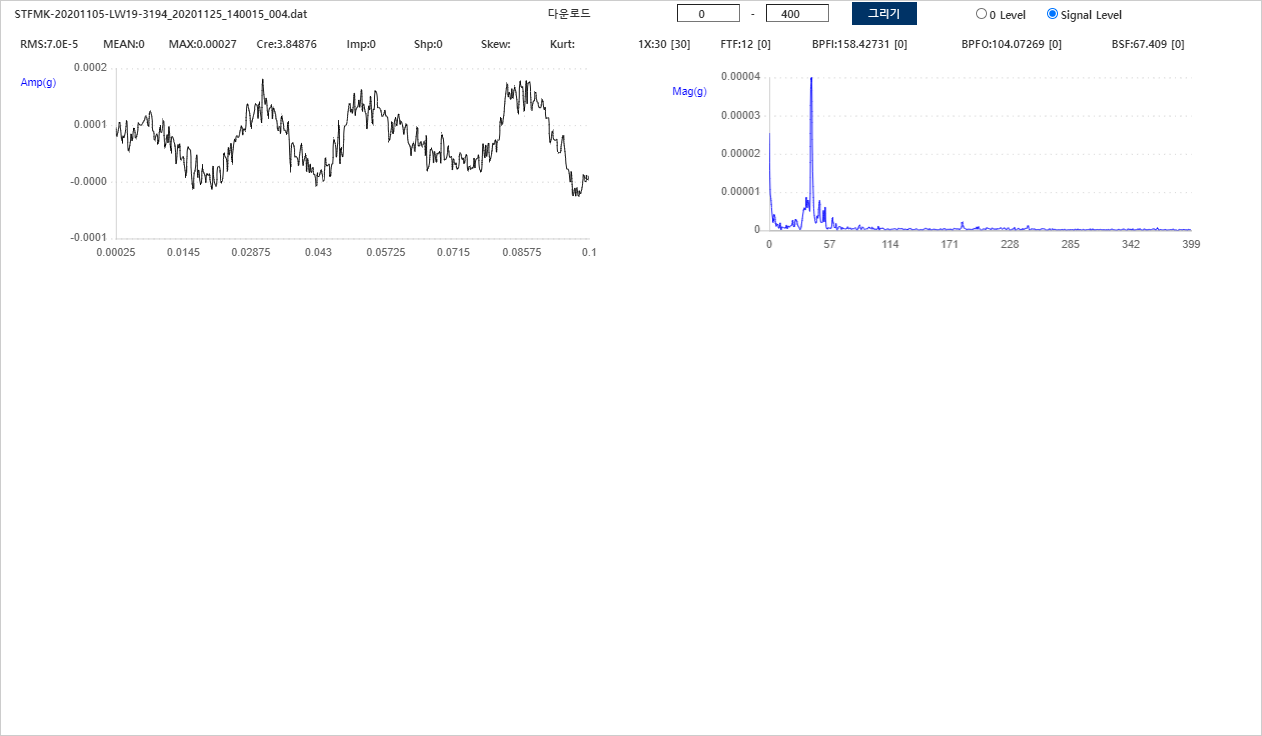 STFMK-20201105-LW19-3194_20201125_140015_004.dat 다운로드 0 - 400 그리기 0 Level Signal Level
RMS:7.0E-5 MEAN:0 MAX:0.00027 Cre:3.84876 Imp:0 Shp:0 Skew: Kurt: 1X:30 [30] FTF:12 [0] BPFI:158.42731 [0] BPFO:104.07269 [0] BSF:67.409 [0]
Amp(g)
0.0002
0.0001
-0.0000
-0.0001
0.00025 0.0145 0.02875 0.043 0.05725 0.0715 0.08575 0.1
Mag(g)
0.00004
0.00003
0.00002
0.00001
0
0 57 114 171 228 285 342 399